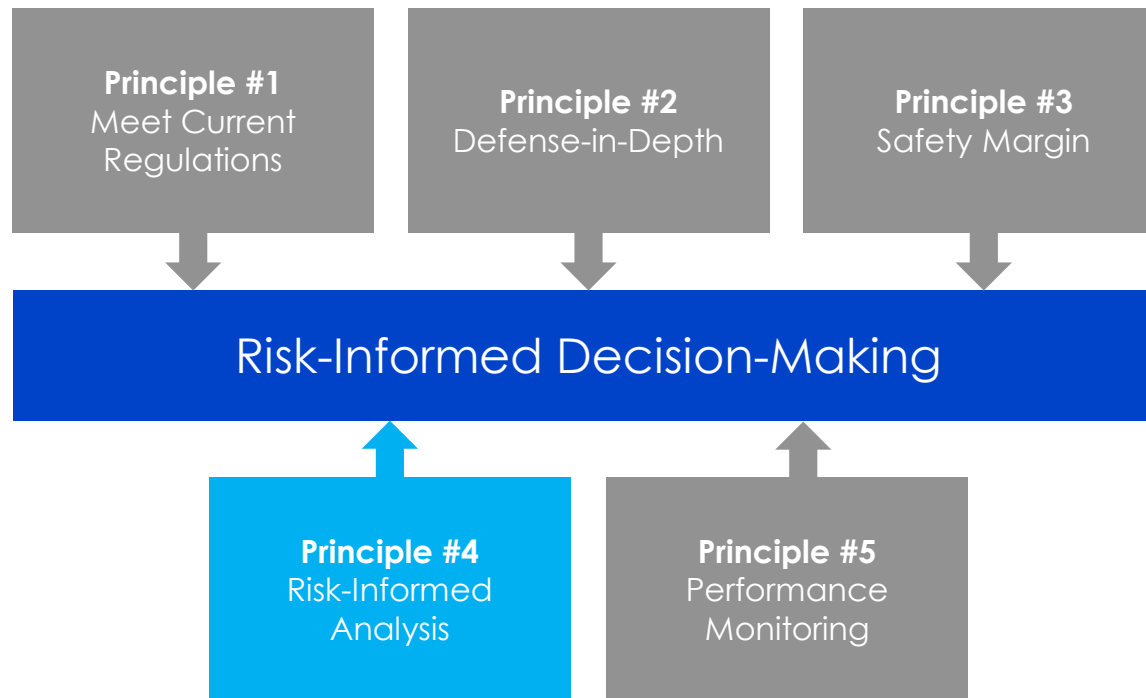 Principle #1
Meet Current
Regulations
Principle #2
Defense-in-Depth
Principle #3
Safety Margin
Risk-Informed Decision-Making
Principle #4
Risk-Informed
Analysis
Principle #5
Performance
Monitoring